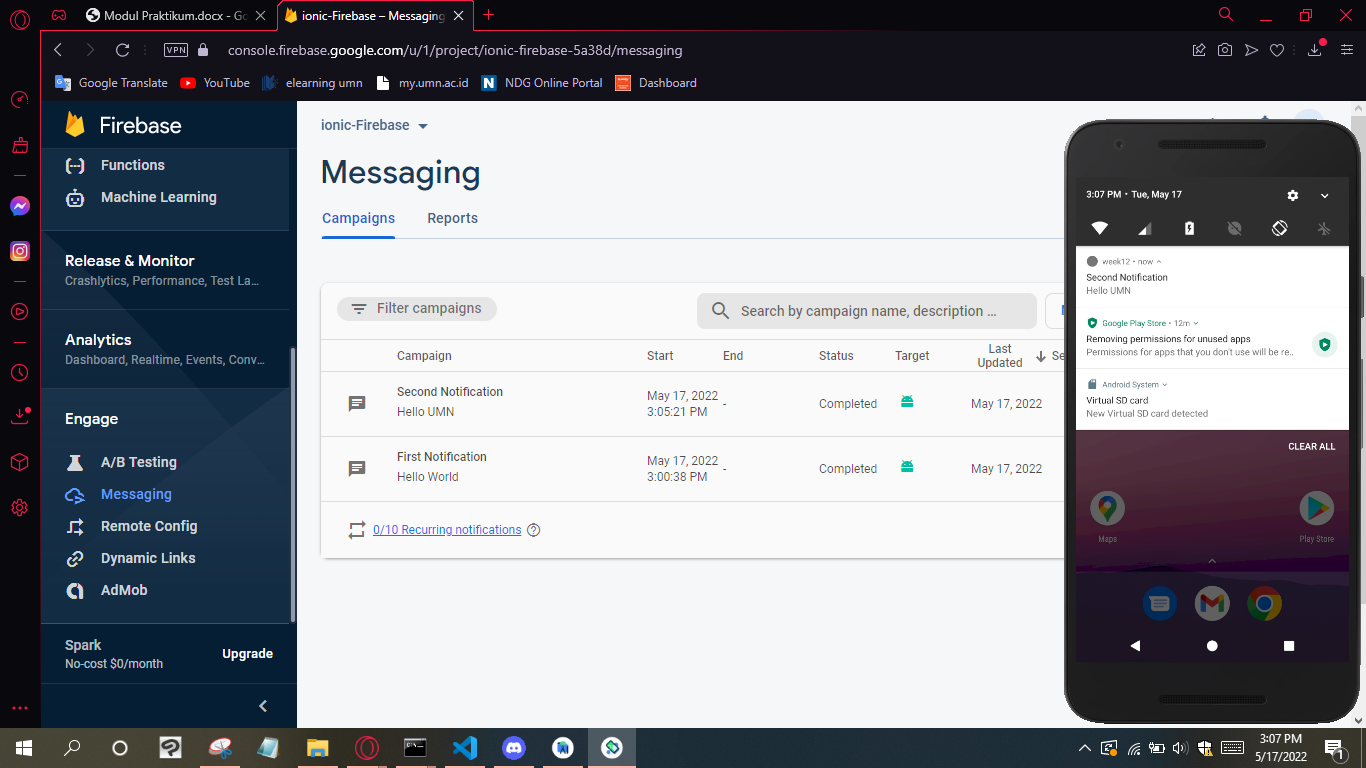 Modul Praktikum.docx - Go
ionic-Firebase – Messaging
VPN
console.firebase.google.com/u/1/project/ionic-firebase-5a38d/messaging
Google Translate
YouTube
elearning umn
my.umn.ac.id
NDG Online Portal
Dashboard
Firebase
Functions
Machine Learning
Release & Monitor
Crashlytics, Performance, Test La...
Analytics
Dashboard, Realtime, Events, Conv...
Engage
A/B Testing
Messaging
Remote Config
Dynamic Links
AdMob
Spark
No-cost $0/month
Upgrade
ionic-Firebase
Messaging
Campaigns
Reports
Filter campaigns
Search by campaign name, description ...
Campaign
Start
End
Status
Target
Last
Updated
Se
Second Notification
Hello UMN
May 17, 2022
3:05:21 PM
-
Completed
May 17, 2022
First Notification
Hello World
May 17, 2022
3:00:38 PM
-
Completed
May 17, 2022
0/10 Recurring notifications
3:07 PM • Tue, May 17
week12 • now
Second Notification
Hello UMN
Google Play Store • 12m
Removing permissions for unused apps
Permissions for apps that you don't use will be re..
Android System
Virtual SD card
New Virtual SD card detected
CLEAR ALL
Maps
Play Store
3:07 PM
5/17/2022
1